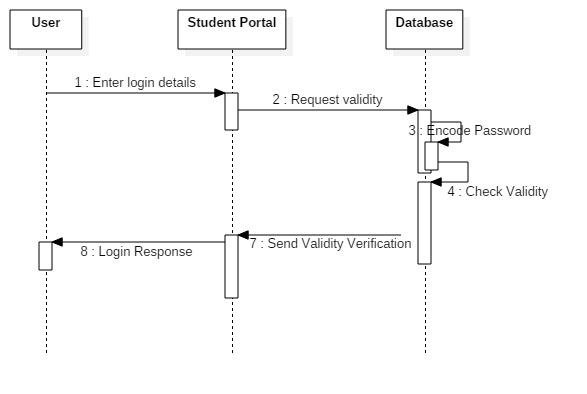 User
Student Portal
Database
1 : Enter login details
2 : Request validity
3 : Encode Password
4 : Check Validity
7 : Send Validity Verification
8 : Login Response